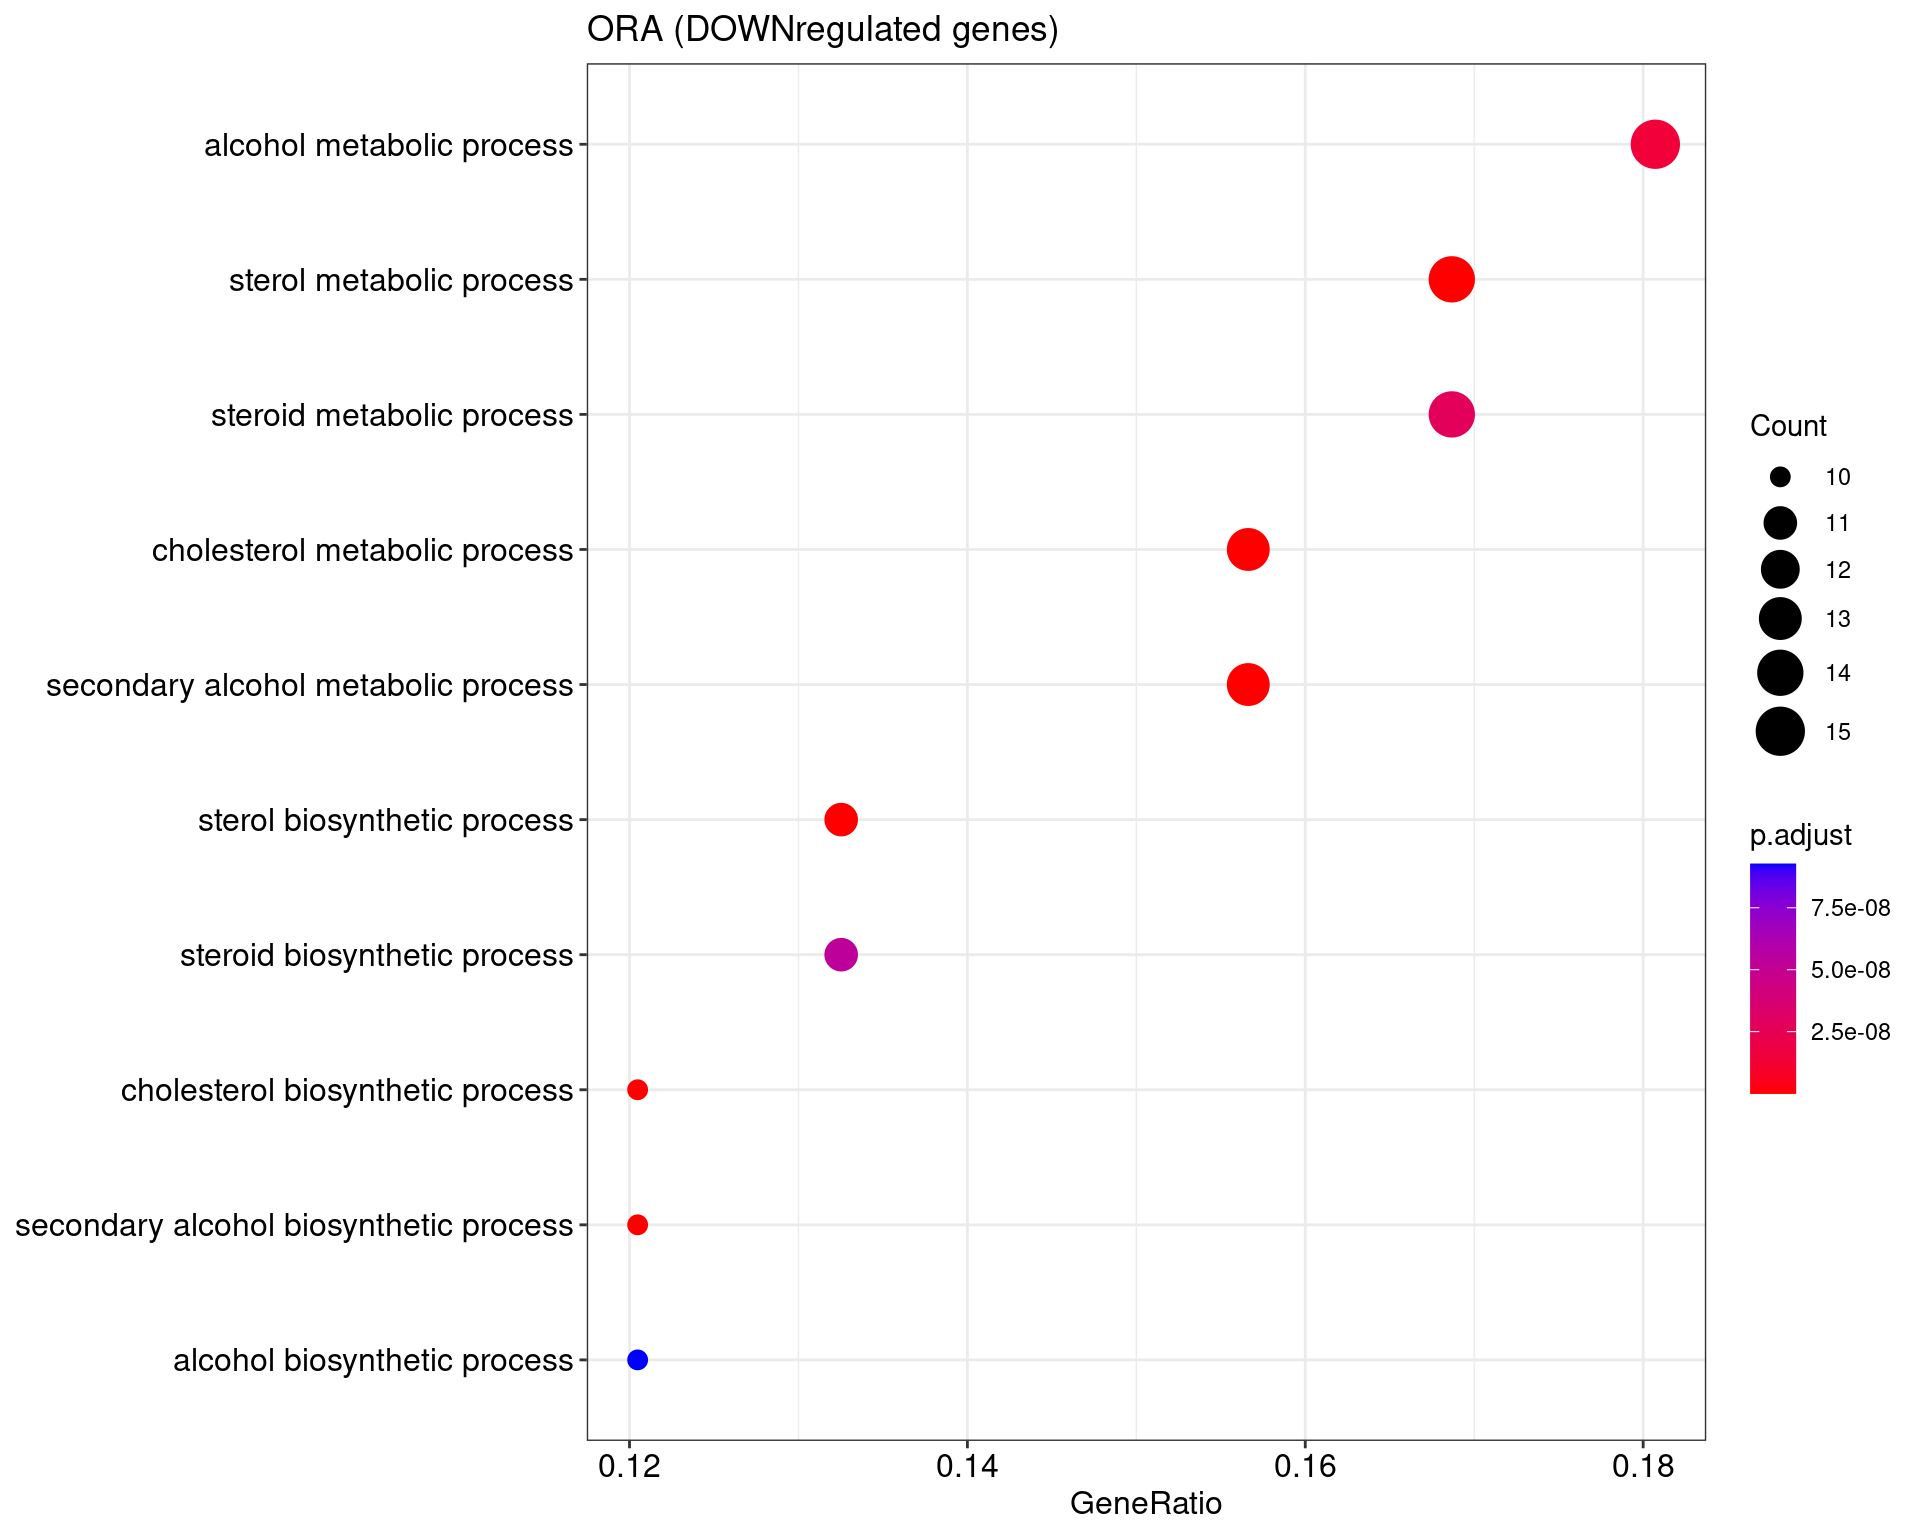 ORA (DOWNregulated genes)
alcohol metabolic process
sterol metabolic process
steroid metabolic process
cholesterol metabolic process
secondary alcohol metabolic process
sterol biosynthetic process
steroid biosynthetic process
cholesterol biosynthetic process
secondary alcohol biosynthetic process
alcohol biosynthetic process
0.12 0.14 0.16 0.18
GeneRatio
Count
10
11
12
13
14
15
p.adjust
7.5e-08
5.0e-08
2.5e-08